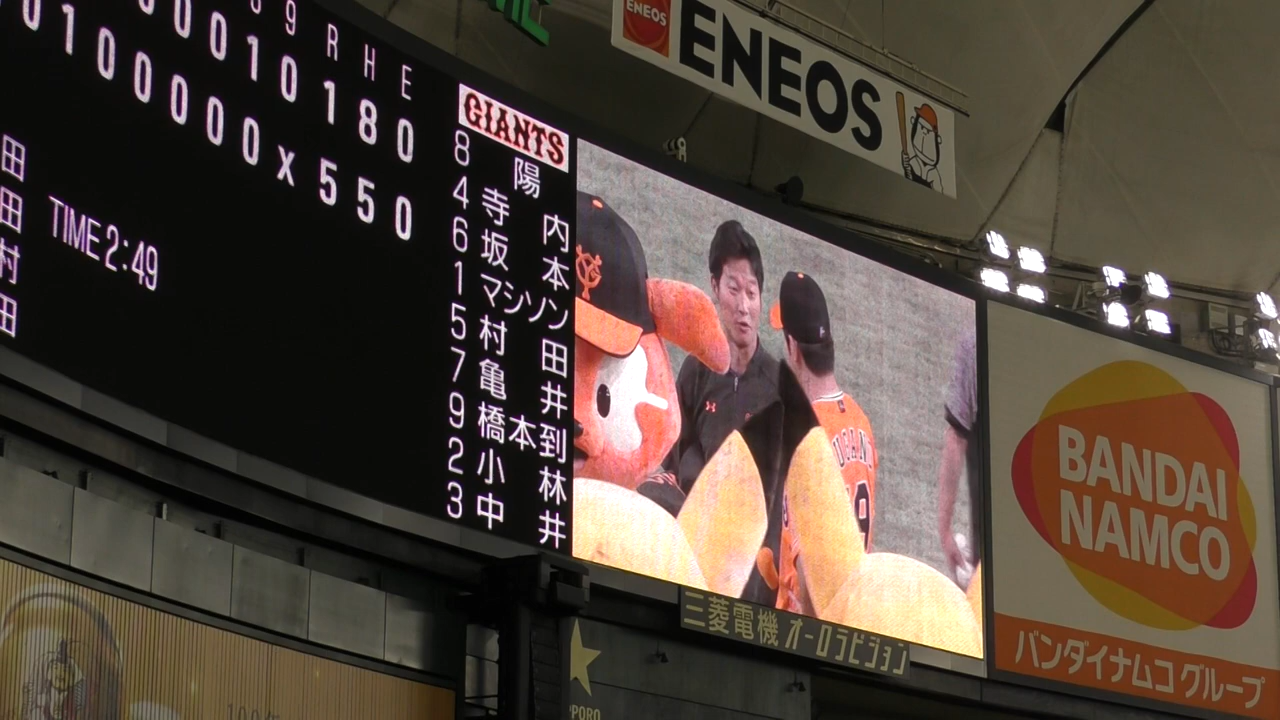 9 R H E
0 0 1 0 1 8 0
0 1 0 0 0 0 0 x 5 5 0
TIME 2:49
田
田
村
田
GIANTS
8 陽
4 寺内
6 坂本
1 マシソン
5 村田
7 亀井
9 橋本到
2 小林
3 中井
ENEOS
ENEOS
三菱電機 オーロラビジョン
BANDAI
NAMCO
バンダイナムコ グループ